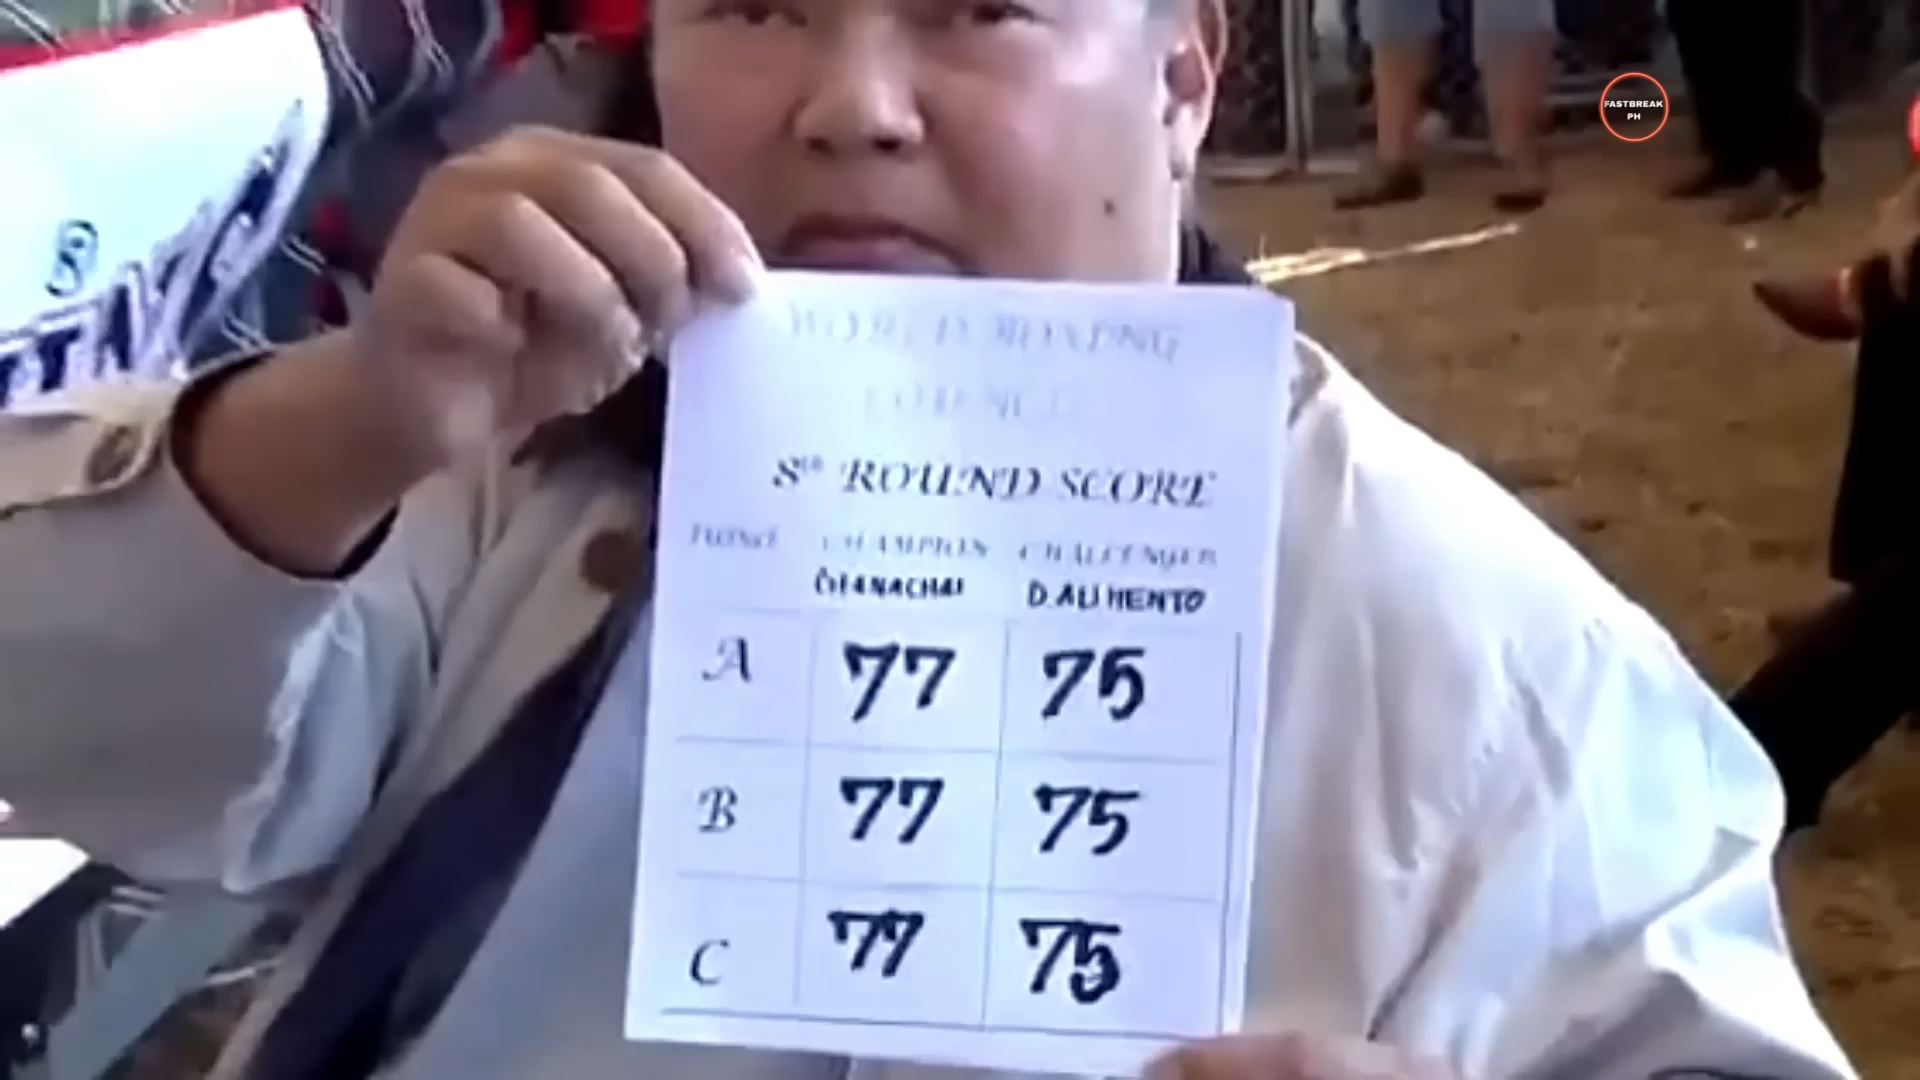 FASTBREAK
PH
WORLD BOXING
COUNCIL
8th ROUND SCORE
JUDGE CHAMPION CHALLENGER
D. ALIMENTO
A 77 75
B 77 75
C 77 75